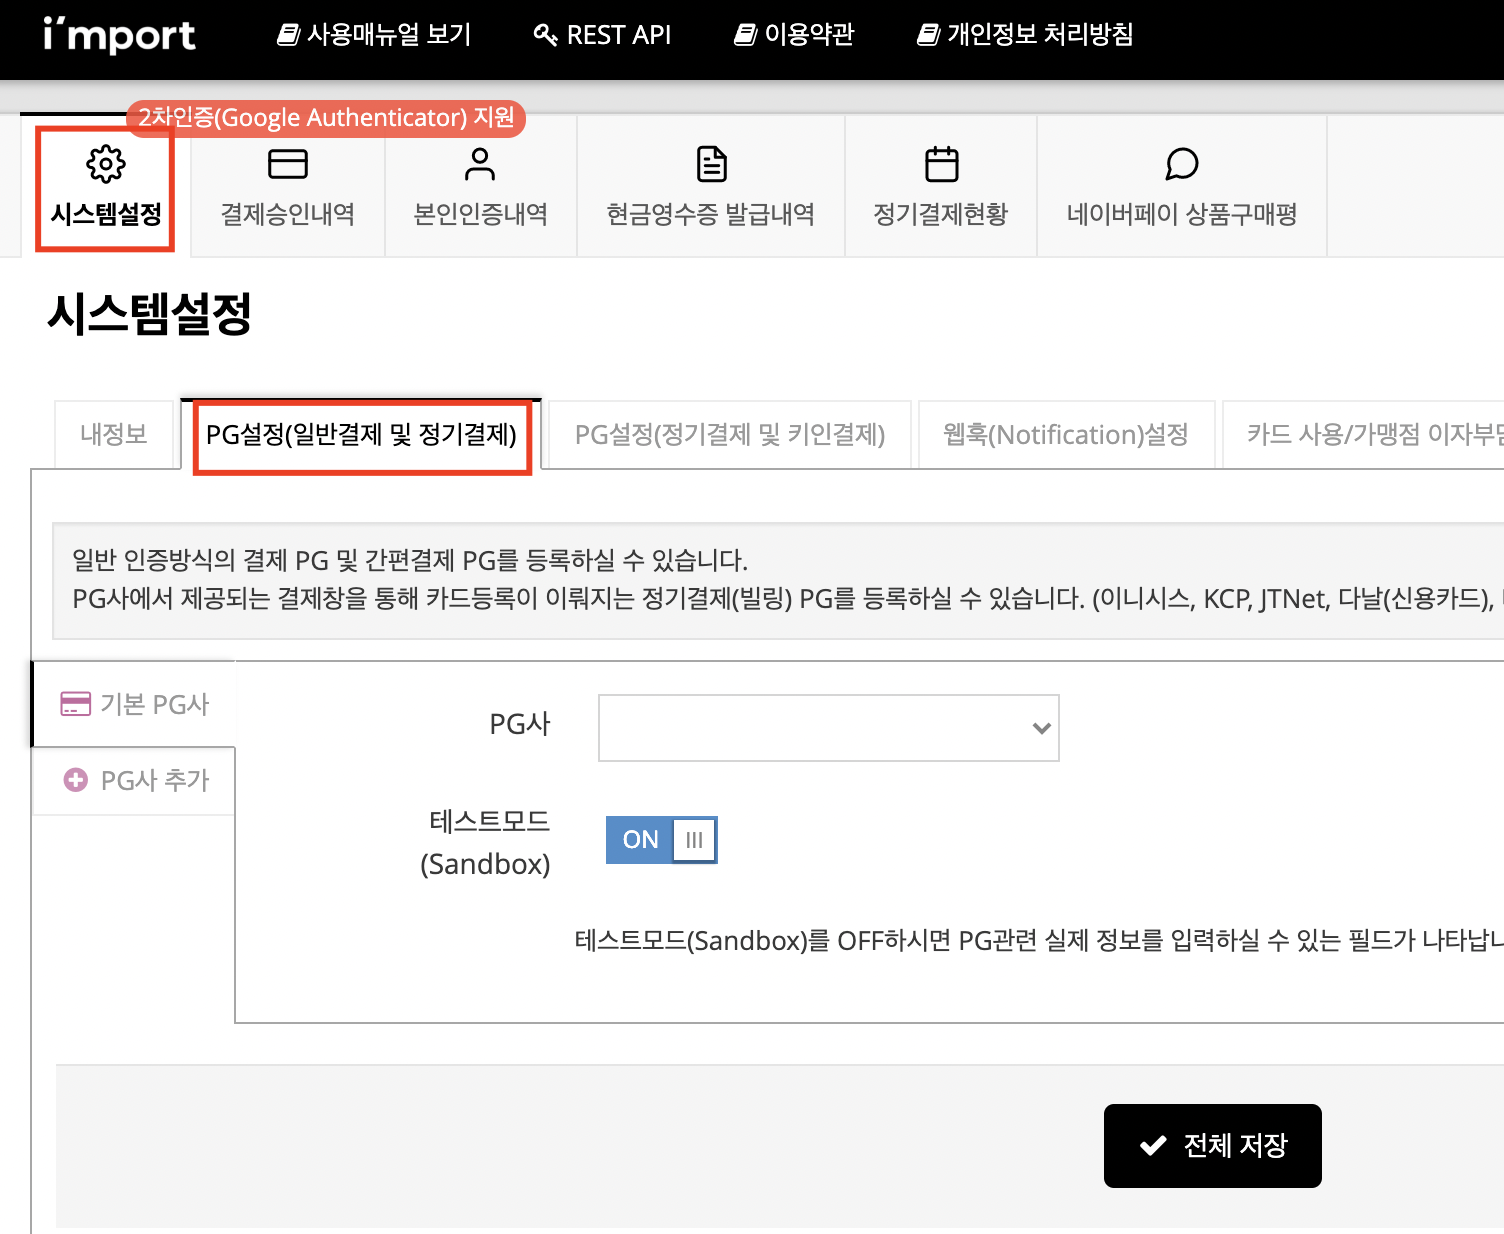 i'mport
사용매뉴얼 보기
REST API
이용약관
개인정보 처리방침
2차인증(Google Authenticator) 지원
시스템설정
결제승인내역
본인인증내역
현금영수증 발급내역
정기결제현황
네이버페이 상품구매평
시스템설정
내정보
PG설정(일반결제 및 정기결제)
PG설정(정기결제 및 키인결제)
웹훅(Notification)설정
카드 사용/가맹점 이자부담
일반 인증방식의 결제 PG 및 간편결제 PG를 등록하실 수 있습니다.
PG사에서 제공되는 결제창을 통해 카드등록이 이뤄지는 정기결제(빌링) PG를 등록하실 수 있습니다. (이니시스, KCP, JTNet, 다날(신용카드),
기본 PG사
PG사 추가
PG사
테스트모드
(Sandbox)
ON
테스트모드(Sandbox)를 OFF하시면 PG관련 실제 정보를 입력하실 수 있는 필드가 나타납니
전체 저장